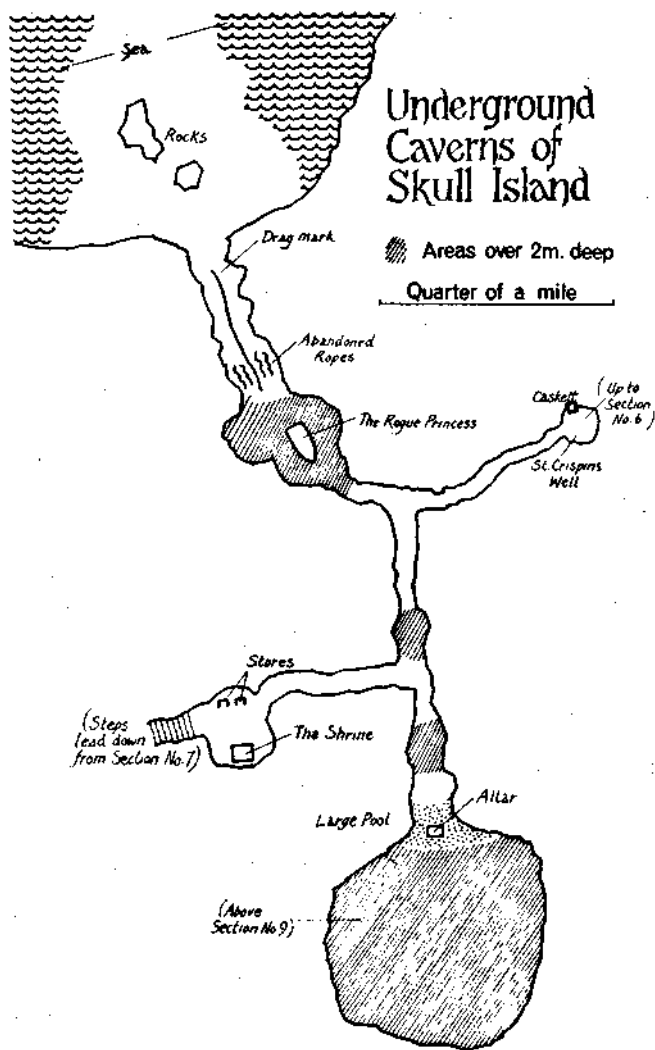 Sea
Underground
Caverns of
Skull Island
Rocks
Drag mark
Areas over 2m. deep
Quarter of a mile
Abandoned
Ropes
Caskett
(Up to
Section
No.6)
The Rogue Princess
St. Crispins
Well
Stores
(Steps
lead down
from Section No.7)
The Shrine
Altar
Large Pool
(Above
Section No 9)